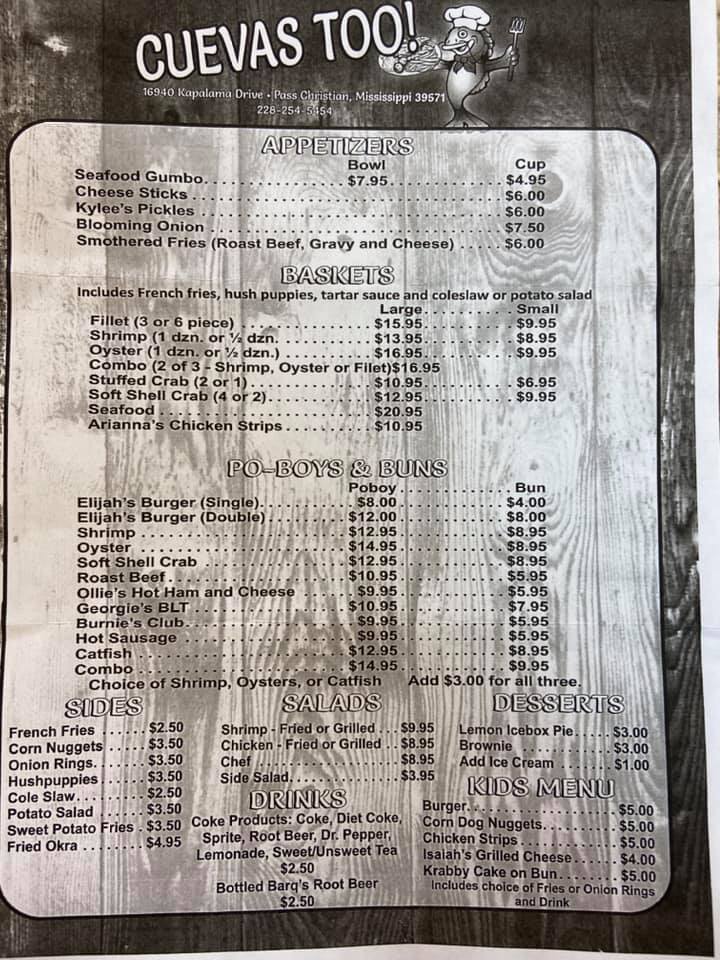 CUEVAS TOO!
16940 Kapalama Drive • Pass Christian, Mississippi 39571
228-254-5454
APPETIZERS
Bowl Cup
Seafood Gumbo. $7.95 $4.95
Cheese Sticks $6.00
Kylee's Pickles $6.00
Blooming Onion $7.50
Smothered Fries (Roast Beef, Gravy and Cheese) $6.00
BASKETS
Includes French fries, hush puppies, tartar sauce and coleslaw or potato salad
Large Small
Fillet (3 or 6 piece) $15.95 $9.95
Shrimp (1 dzn. or ½ dzn. $13.95 $8.95
Oyster (1 dzn. or ½ dzn.) $16.95 $9.95
Combo (2 of 3 - Shrimp, Oyster or Filet)$16.95
Stuffed Crab (2 or 1) $10.95 $6.95
Soft Shell Crab (4 or 2) $12.95 $9.95
Seafood $20.95
Arianna's Chicken Strips $10.95
PO-BOYS & BUNS
Poboy Bun
Elijah's Burger (Single) $8.00 $4.00
Elijah's Burger (Double) $12.00 $8.00
Shrimp $12.95 $8.95
Oyster $14.95 $8.95
Soft Shell Crab $12.95 $8.95
Roast Beef $10.95 $5.95
Ollie's Hot Ham and Cheese $9.95 $5.95
Georgie's BLT $10.95 $7.95
Burnie's Club $9.95 $5.95
Hot Sausage $9.95 $5.95
Catfish $12.95 $8.95
Combo $14.95 $9.95
Choice of Shrimp, Oysters, or Catfish Add $3.00 for all three.
SIDES
French Fries $2.50
Corn Nuggets $3.50
Onion Rings $3.50
Hushpuppies $3.50
Cole Slaw $2.50
Potato Salad $3.50
Sweet Potato Fries $3.50
Fried Okra $4.95
SALADS
Shrimp - Fried or Grilled $9.95
Chicken - Fried or Grilled $8.95
Chef $8.95
Side Salad $3.95
DRINKS
Coke Products: Coke, Diet Coke,
Sprite, Root Beer, Dr. Pepper,
Lemonade, Sweet/Unsweet Tea
$2.50
Bottled Barq's Root Beer
$2.50
DESSERTS
Lemon Icebox Pie $3.00
Brownie $3.00
Add Ice Cream $1.00
KIDS MENU
Burger $5.00
Corn Dog Nuggets $5.00
Chicken Strips $5.00
Isaiah's Grilled Cheese $4.00
Krabby Cake on Bun $5.00
Includes choice of Fries or Onion Rings
and Drink